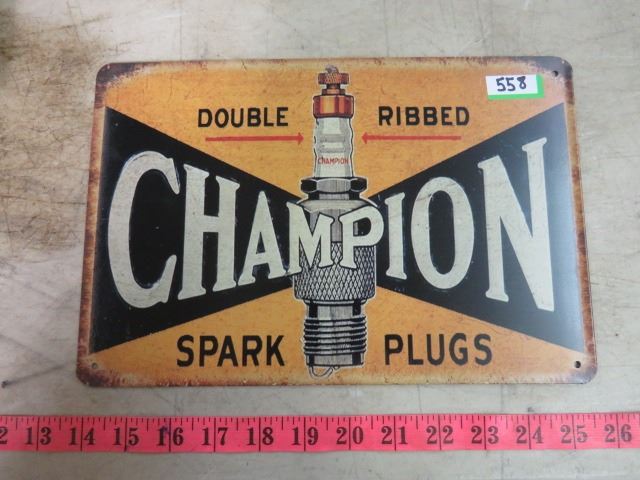 558
DOUBLE RIBBED
CHAMPION
CHAMPION
SPARK PLUGS
2 13 14 15 16 17 18 19 20 21 22 23 24 25 26